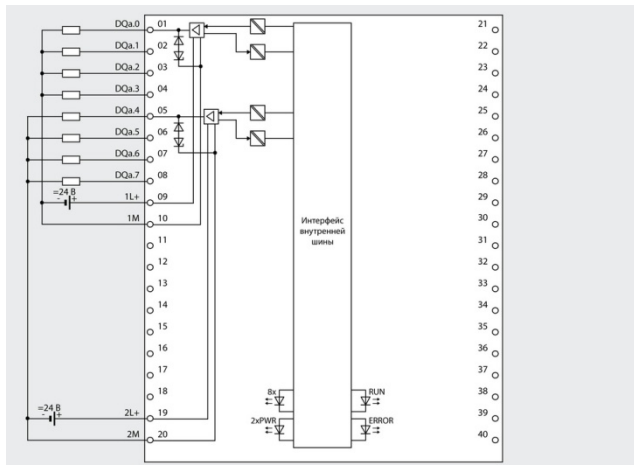 DQa.0 01
DQa.1 02
DQa.2 03
DQa.3 04
DQa.4 05
DQa.5 06
DQa.6 07
DQa.7 08
=24 В
- +
1L+ 09
1M 10
11
12
13
14
15
16
17
18
=24 В
- +
2L+ 19
2M 20
Интерфейс
внутренней
шины
8x
RUN
2xPWR
ERROR
21
22
23
24
25
26
27
28
29
30
31
32
33
34
35
36
37
38
39
40